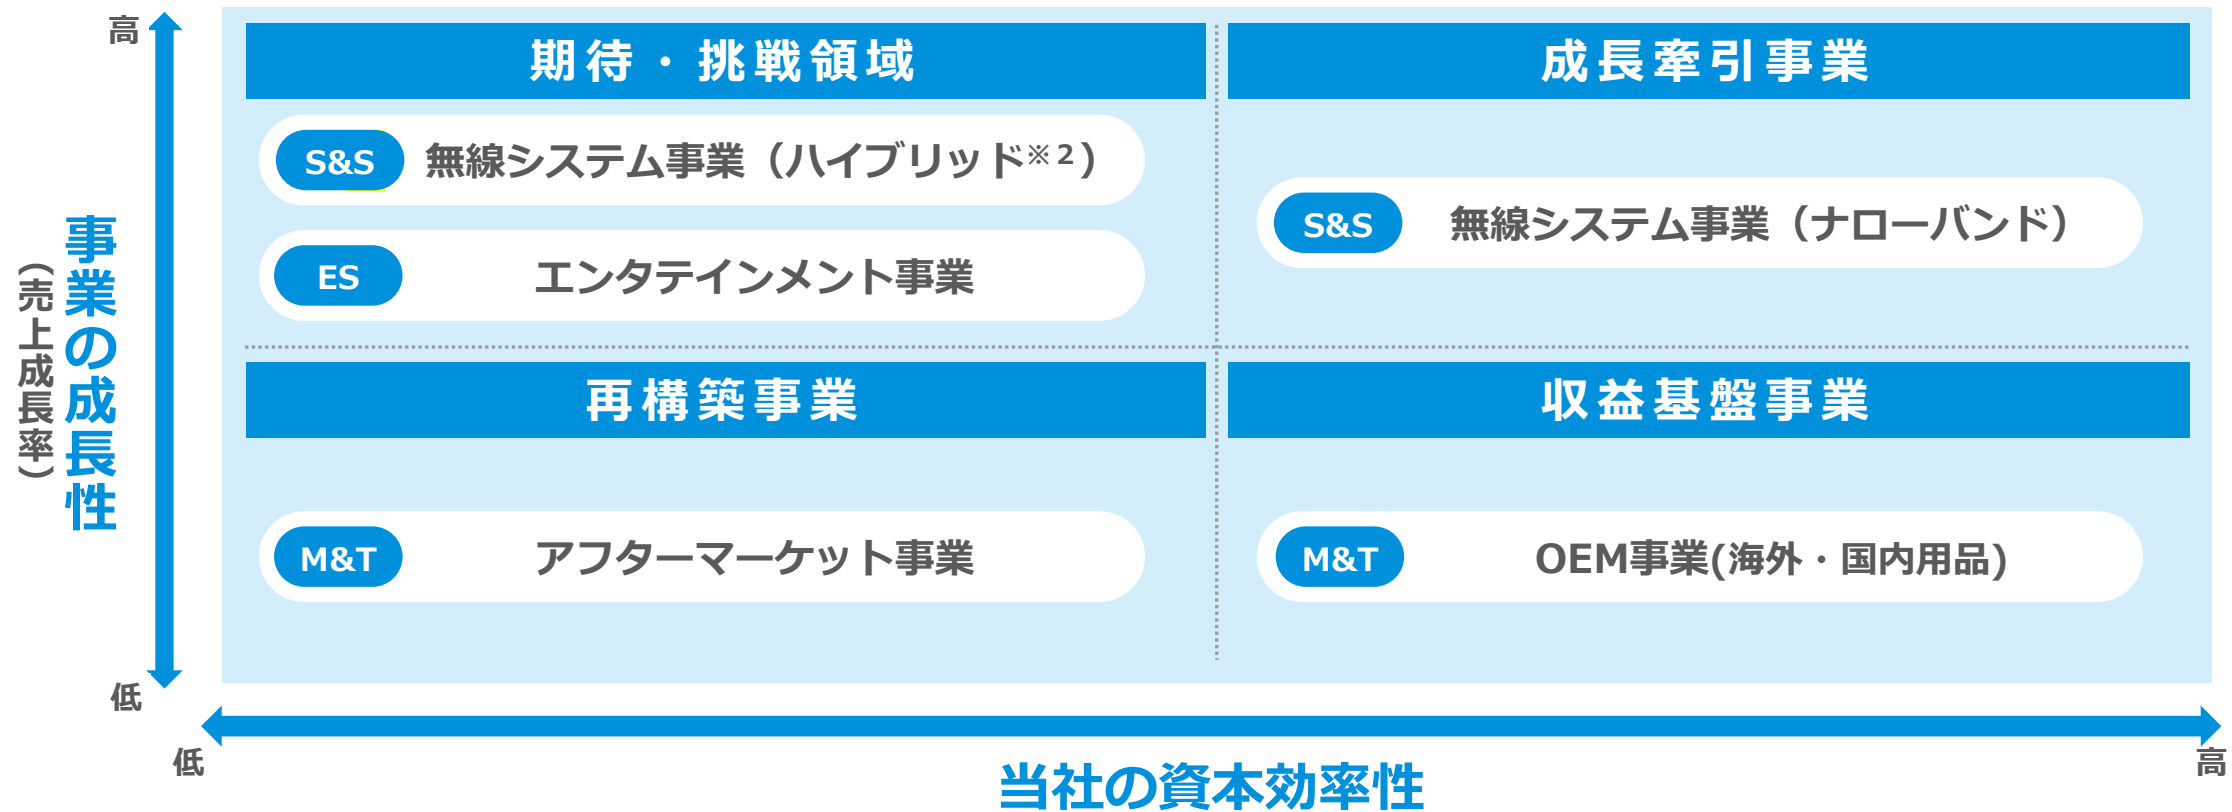 高
期待・挑戦領域
成長牽引事業
S&S
無線システム事業（ハイブリッド※2）
S&S
無線システム事業（ナローバンド）
ES
エンタテインメント事業
事業の成長性
（売上成長率）
再構築事業
収益基盤事業
M&T
アフターマーケット事業
M&T
OEM事業(海外・国内用品)
低
低
高
当社の資本効率性